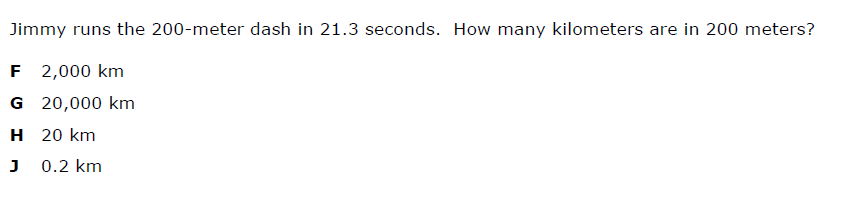 Jimmy runs the 200-meter dash in 21.3 seconds.  How many kilometers are in 200 meters?
F 2,000 km
G 20,000 km
H 20 km
J 0.2 km